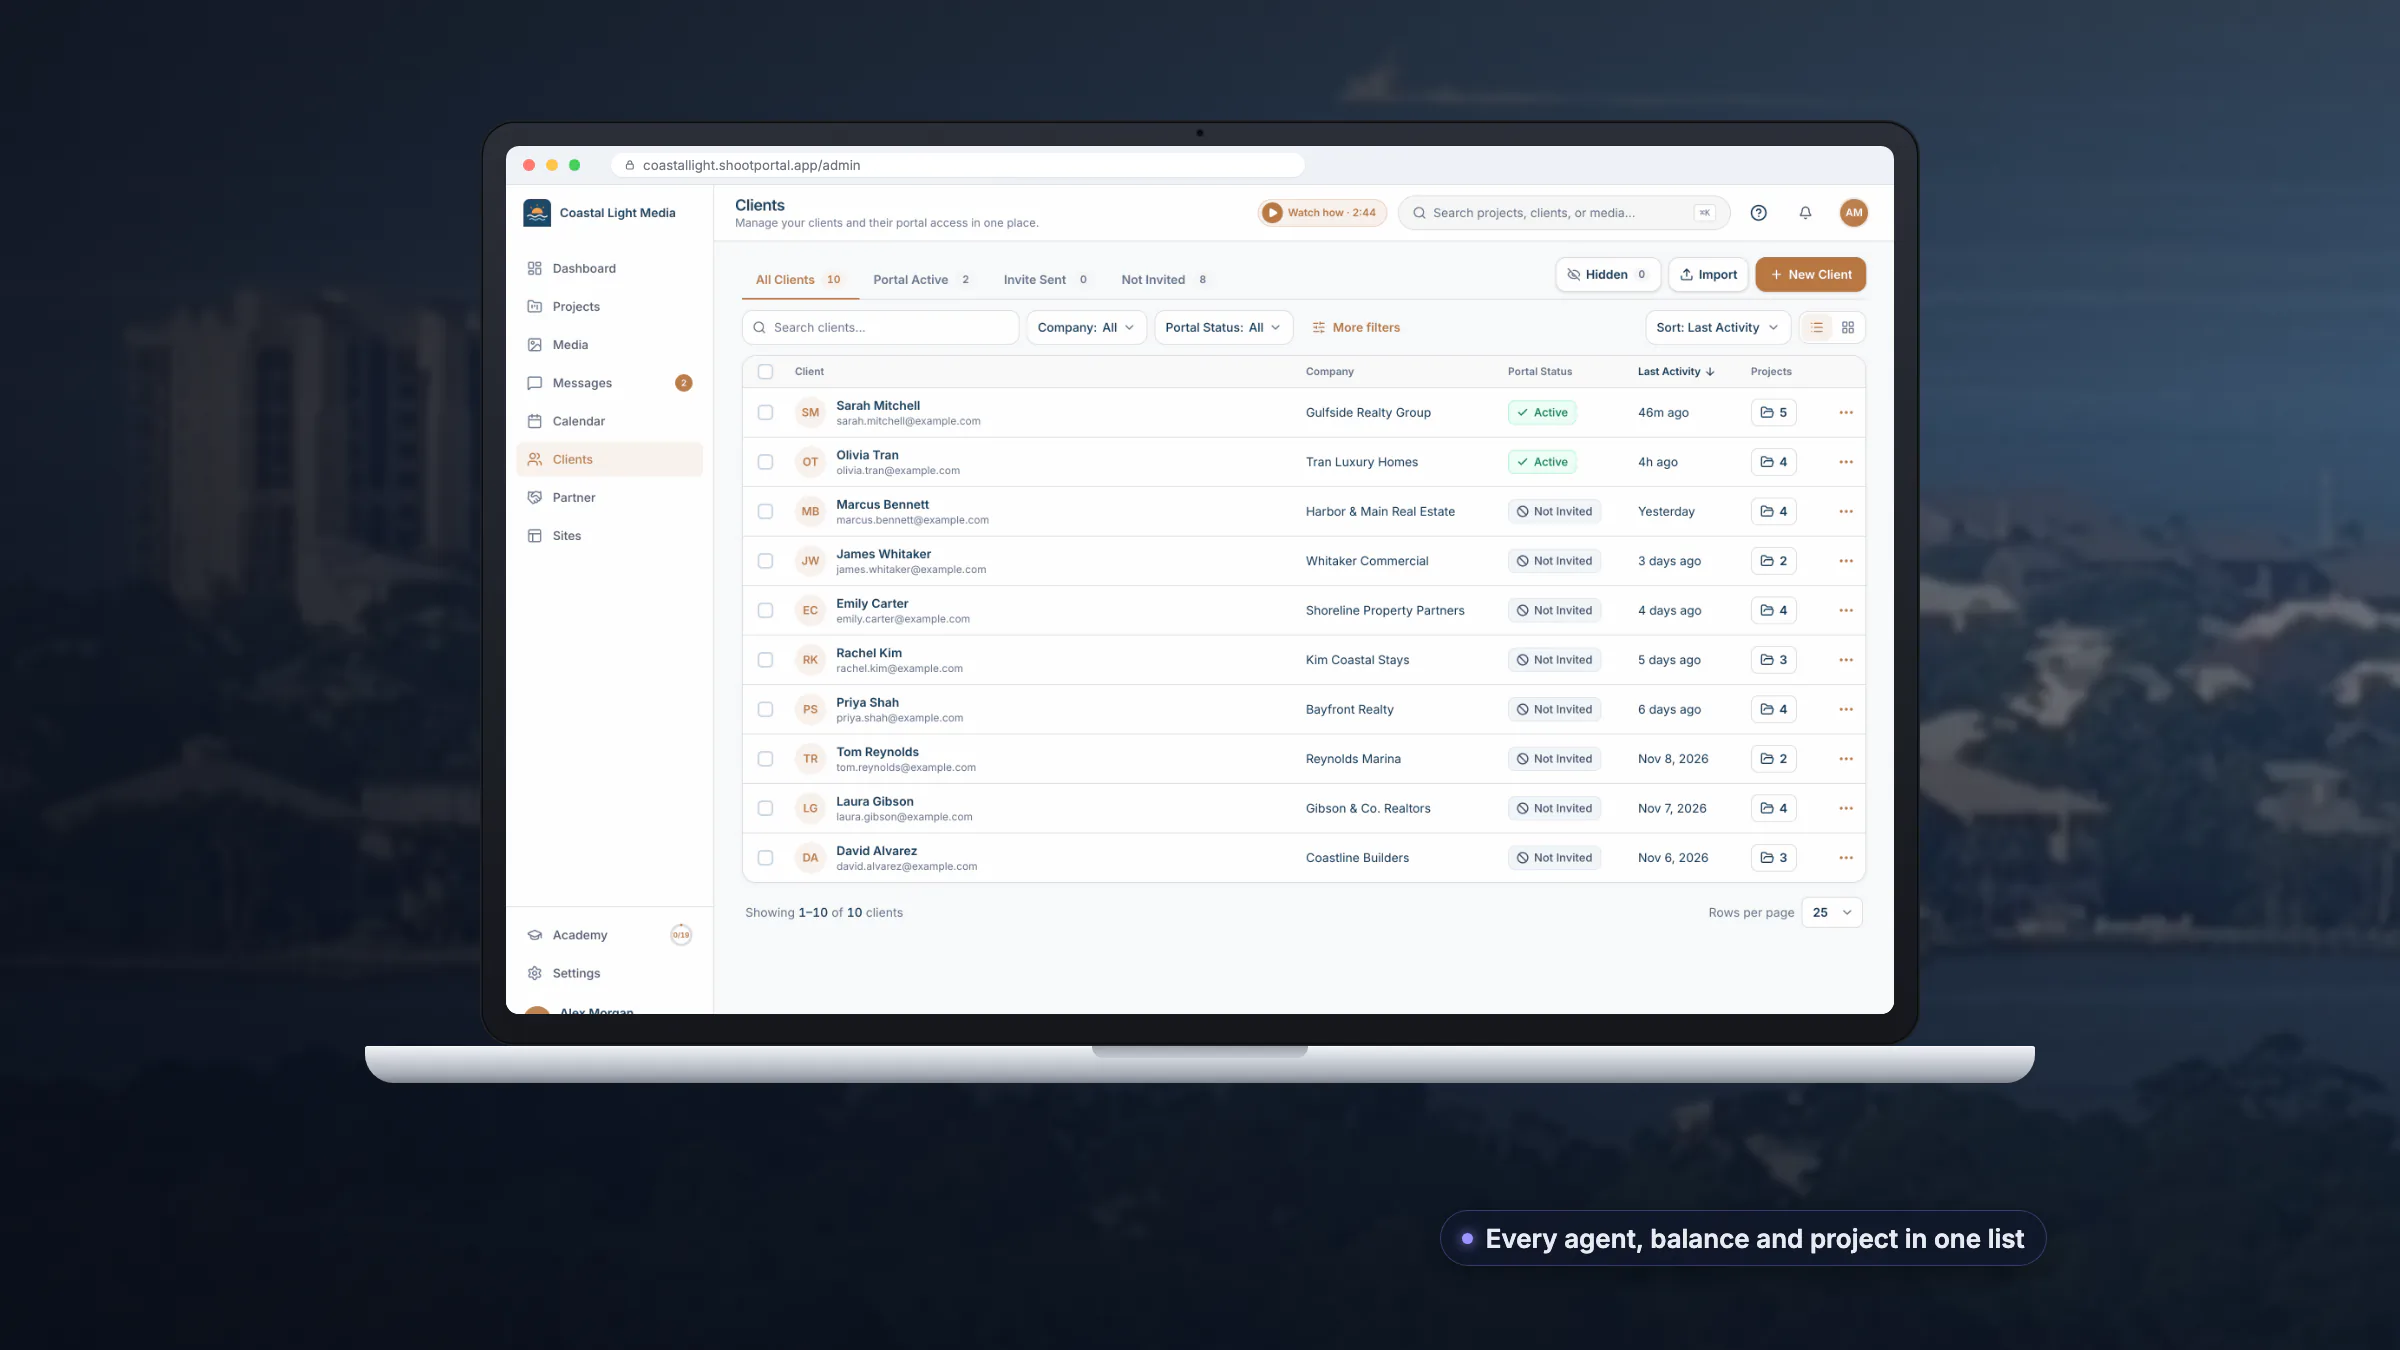 coastallight.shootportal.app/admin
Coastal Light Media
Clients
Manage your clients and their portal access in one place.
Watch how · 2:44
Search projects, clients, or media...
⌘K
AM
Dashboard
Projects
Media
Messages 2
Calendar
Clients
Partner
Sites
Academy 0/19
Settings
Alex Morgan
All Clients 10
Portal Active 2
Invite Sent 0
Not Invited 8
Hidden 0
Import
+ New Client
Search clients...
Company: All
Portal Status: All
More filters
Sort: Last Activity
Client Company Portal Status Last Activity ↓ Projects
SM Sarah Mitchell Gulfside Realty Group Active 46m ago 5
sarah.mitchell@example.com
OT Olivia Tran Tran Luxury Homes Active 4h ago 4
olivia.tran@example.com
MB Marcus Bennett Harbor & Main Real Estate Not Invited Yesterday 4
marcus.bennett@example.com
JW James Whitaker Whitaker Commercial Not Invited 3 days ago 2
james.whitaker@example.com
EC Emily Carter Shoreline Property Partners Not Invited 4 days ago 4
emily.carter@example.com
RK Rachel Kim Kim Coastal Stays Not Invited 5 days ago 3
rachel.kim@example.com
PS Priya Shah Bayfront Realty Not Invited 6 days ago 4
priya.shah@example.com
TR Tom Reynolds Reynolds Marina Not Invited Nov 8, 2026 2
tom.reynolds@example.com
LG Laura Gibson Gibson & Co. Realtors Not Invited Nov 7, 2026 4
laura.gibson@example.com
DA David Alvarez Coastline Builders Not Invited Nov 6, 2026 3
david.alvarez@example.com
Showing 1–10 of 10 clients
Rows per page 25
Every agent, balance and project in one list